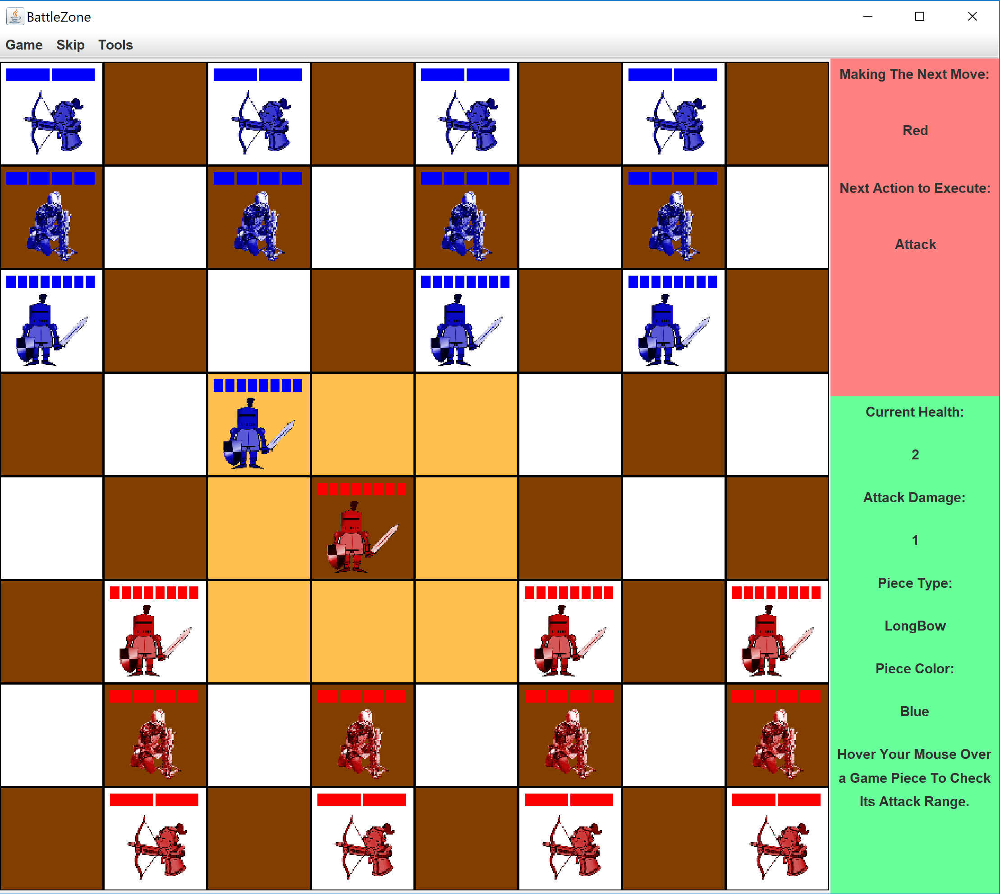 BattleZone
Game Skip Tools
Making The Next Move:
Red
Next Action to Execute:
Attack
Current Health:
2
Attack Damage:
1
Piece Type:
LongBow
Piece Color:
Blue
Hover Your Mouse Over
a Game Piece To Check
Its Attack Range.